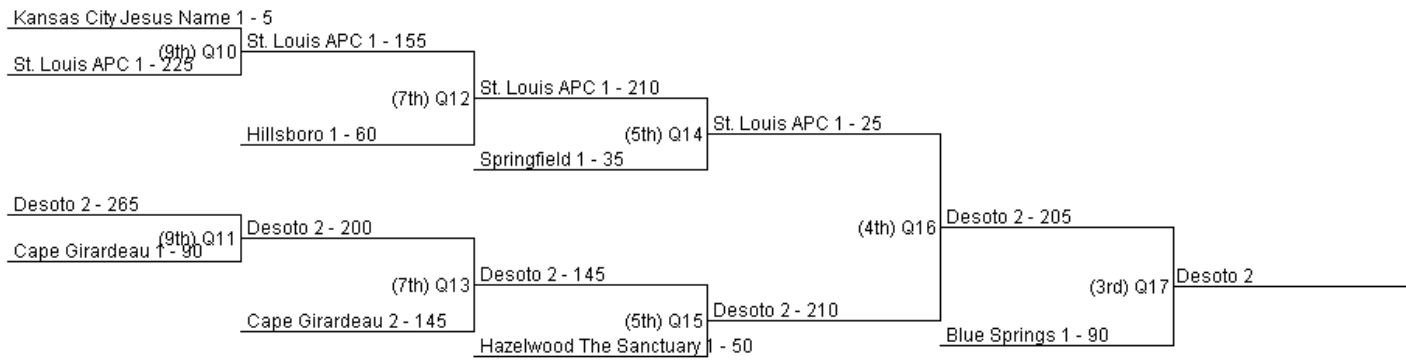 Kansas City Jesus Name 1 - 5
(9th) Q10
St. Louis APC 1 - 225
St. Louis APC 1 - 155
(7th) Q12
Hillsboro 1 - 60
St. Louis APC 1 - 210
(5th) Q14
Springfield 1 - 35
St. Louis APC 1 - 25
Desoto 2 - 265
(9th) Q11
Cape Girardeau 1 - 90
Desoto 2 - 200
(7th) Q13
Cape Girardeau 2 - 145
Desoto 2 - 145
(5th) Q15
Hazelwood The Sanctuary 1 - 50
Desoto 2 - 210
(4th) Q16
Desoto 2 - 205
(3rd) Q17
Blue Springs 1 - 90
Desoto 2